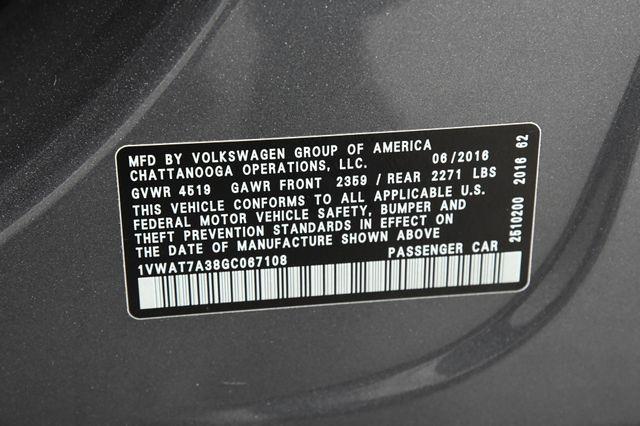 MFD BY VOLKSWAGEN GROUP OF AMERICA
CHATTANOOGA OPERATIONS, LLC. 06/2016
GVWR 4519 GAWR FRONT 2359 / REAR 2271 LBS
THIS VEHICLE CONFORMS TO ALL APPLICABLE U.S.
FEDERAL MOTOR VEHICLE SAFETY, BUMPER AND
THEFT PREVENTION STANDARDS IN EFFECT ON
THE DATE OF MANUFACTURE SHOWN ABOVE
1VWAT7A38GC067108 PASSENGER CAR
2510200 2016 62